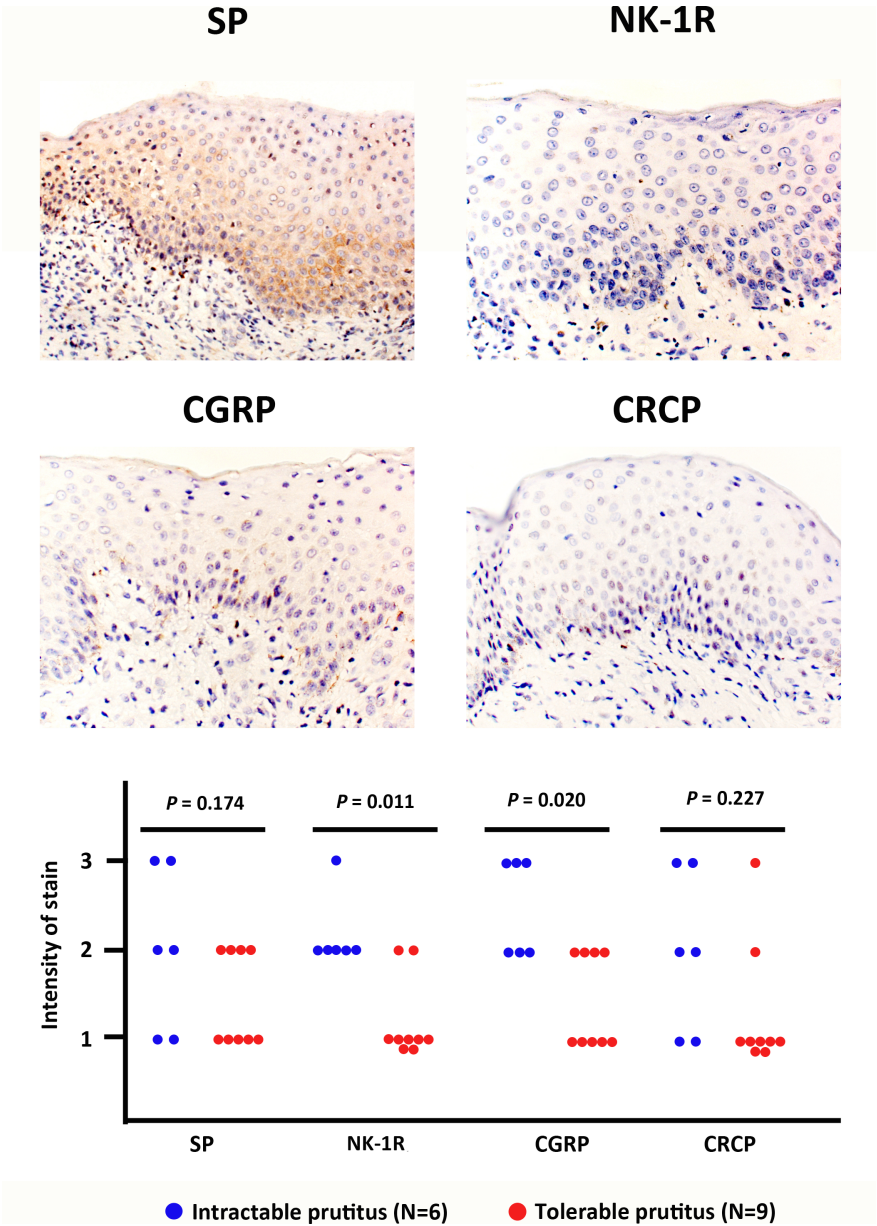 SP
NK-1R
CGRP
CRCP
P = 0.174
P = 0.011
P = 0.020
P = 0.227
Intensity of stain
3
2
1
SP
NK-1R
CGRP
CRCP
Intractable prutitus (N=6)
Tolerable prutitus (N=9)